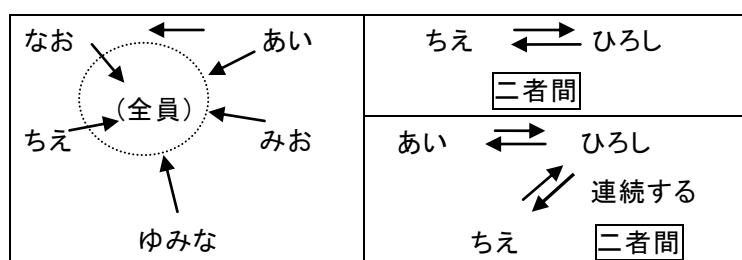 なお
あい
(全員)
ちえ
みお
ゆみな
ちえ ひろし
二者間
あい ひろし
連続する
ちえ 二者間